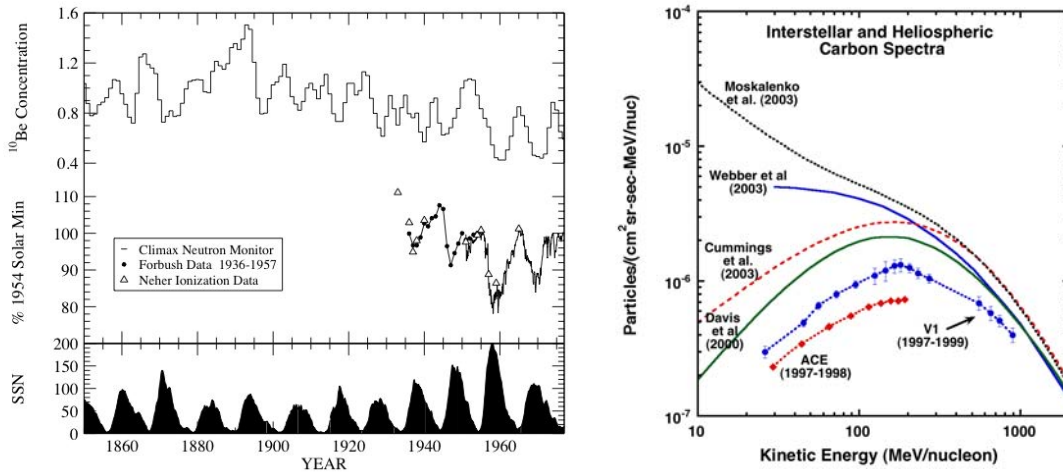 ¹⁰Be Concentration
1.6
1.2
0.8
0.4
% 1954 Solar Min
110
100
90
80
— Climax Neutron Monitor
• Forbush Data 1936-1957
△ Neher Ionization Data
SSN
200
150
100
50
0
1860 1880 1900 1920 1940 1960
YEAR
Interstellar and Heliospheric
Carbon Spectra
Particles/(cm²sr-sec-MeV/nuc)
10⁻⁴
10⁻⁵
10⁻⁶
10⁻⁷
Moskalenko
et al. (2003)
Webber et al
(2003)
Cummings
et al.
(2003)
Davis
et al
(2000)
V1
(1997-1999)
ACE
(1997-1998)
10 100 1000
Kinetic Energy (MeV/nucleon)